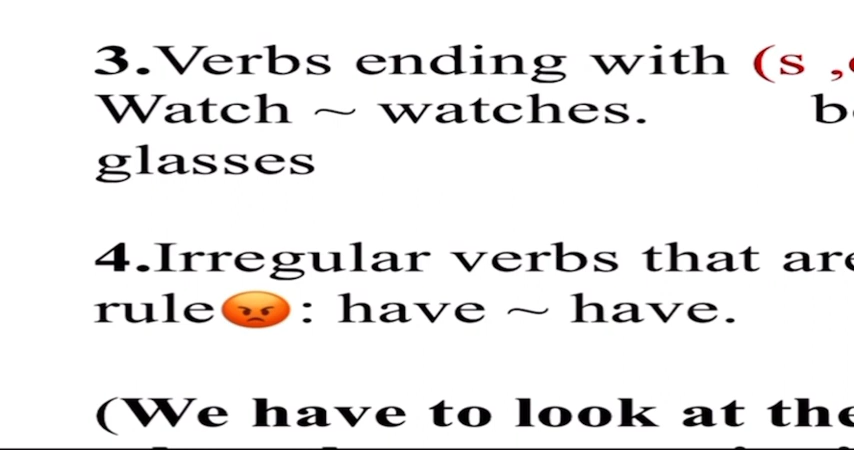 3.Verbs ending with (s ,
Watch ~ watches.
glasses
4.Irregular verbs that are
rule😡: have ~ have.
(We have to look at the